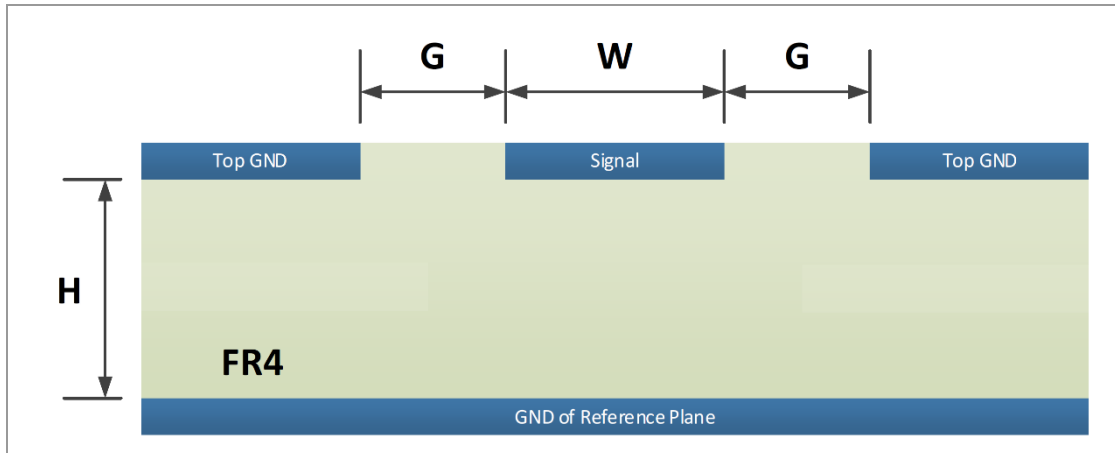 G W G
Top GND Signal Top GND
H
FR4
GND of Reference Plane